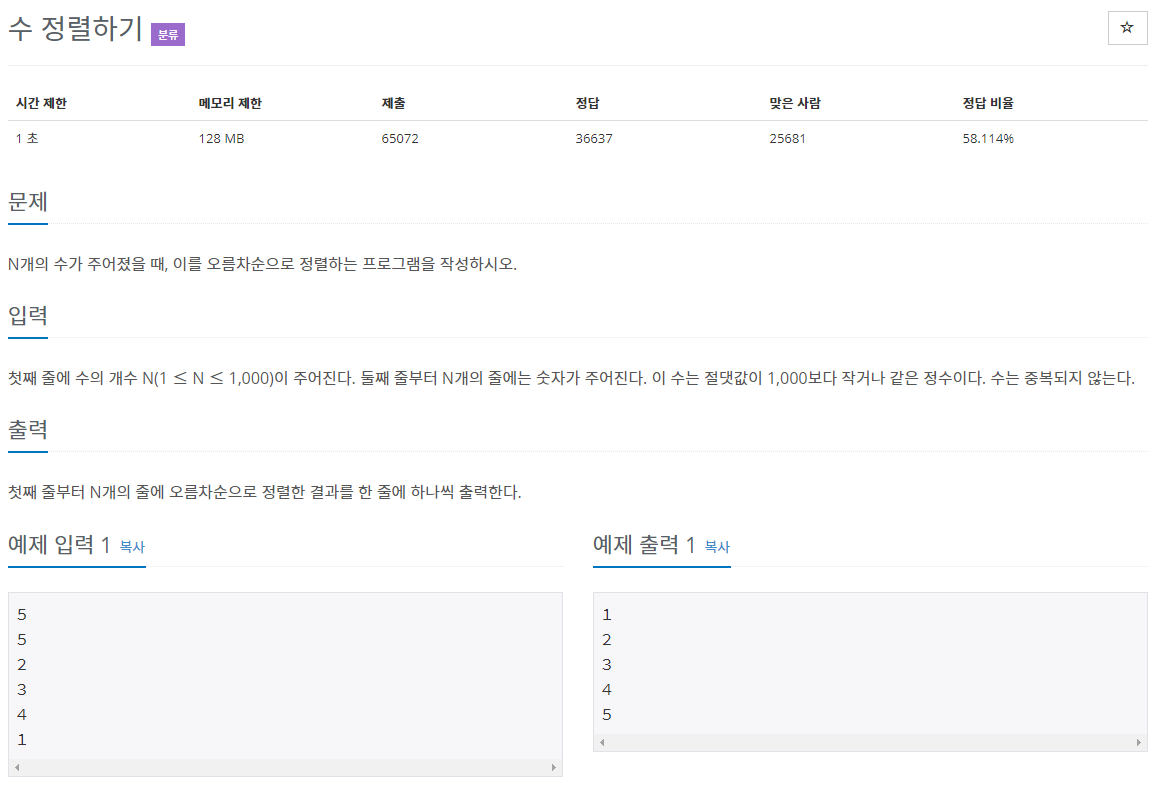 수 정렬하기 분류
☆
시간 제한 메모리 제한 제출 정답 맞은 사람 정답 비율
1 초 128 MB 65072 36637 25681 58.114%
문제
N개의 수가 주어졌을 때, 이를 오름차순으로 정렬하는 프로그램을 작성하시오.
입력
첫째 줄에 수의 개수 N(1 ≤ N ≤ 1,000)이 주어진다. 둘째 줄부터 N개의 줄에는 숫자가 주어진다. 이 수는 절댓값이 1,000보다 작거나 같은 정수이다. 수는 중복되지 않는다.
출력
첫째 줄부터 N개의 줄에 오름차순으로 정렬한 결과를 한 줄에 하나씩 출력한다.
예제 입력 1 복사
5
5
2
3
4
1
예제 출력 1 복사
1
2
3
4
5